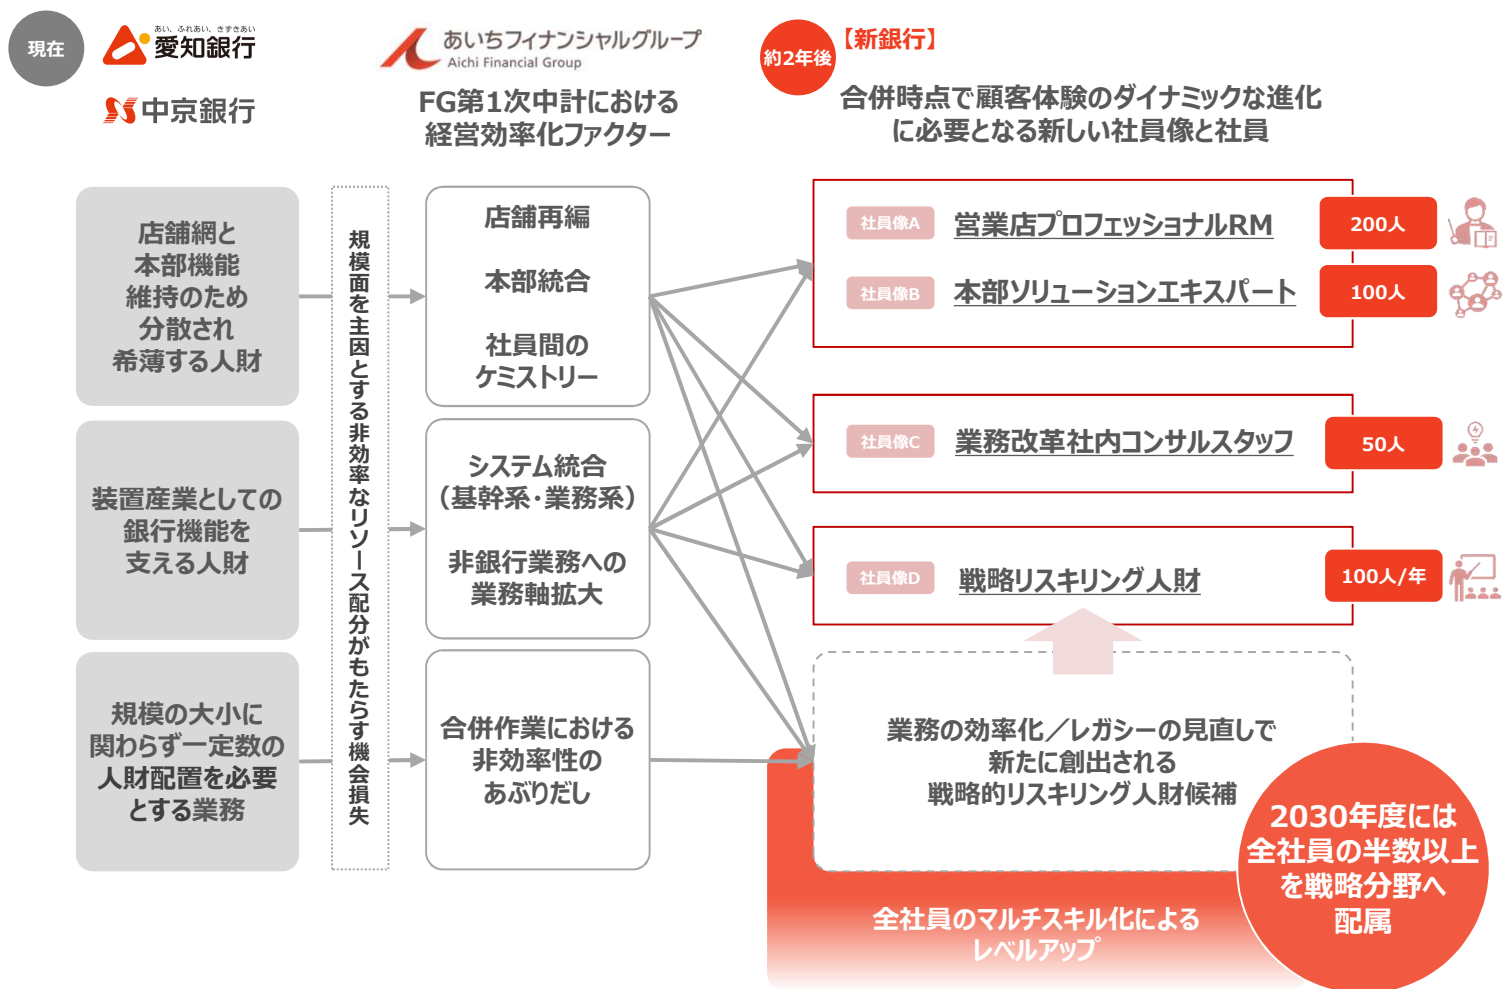 現在
あい、ふれあい、きずきあい
愛知銀行
中京銀行
あいちフィナンシャルグループ
Aichi Financial Group
FG第1次中計における
経営効率化ファクター
約2年後
【新銀行】
合併時点で顧客体験のダイナミックな進化
に必要となる新しい社員像と社員
店舗網と
本部機能
維持のため
分散され
希薄する人財
装置産業としての
銀行機能を
支える人財
規模の大小に
関わらず一定数の
人財配置を必要
とする業務
規模面を主因とする非効率なリソース配分がもたらす機会損失
店舗再編
本部統合
社員間の
ケミストリー
システム統合
（基幹系・業務系）
非銀行業務への
業務軸拡大
合併作業における
非効率性の
あぶりだし
社員像A
営業店プロフェッショナルRM
200人
社員像B
本部ソリューションエキスパート
100人
社員像C
業務改革社内コンサルスタッフ
50人
社員像D
戦略リスキリング人財
100人/年
業務の効率化／レガシーの見直しで
新たに創出される
戦略的リスキリング人財候補
2030年度には
全社員の半数以上
を戦略分野へ
配属
全社員のマルチスキル化による
レベルアップ